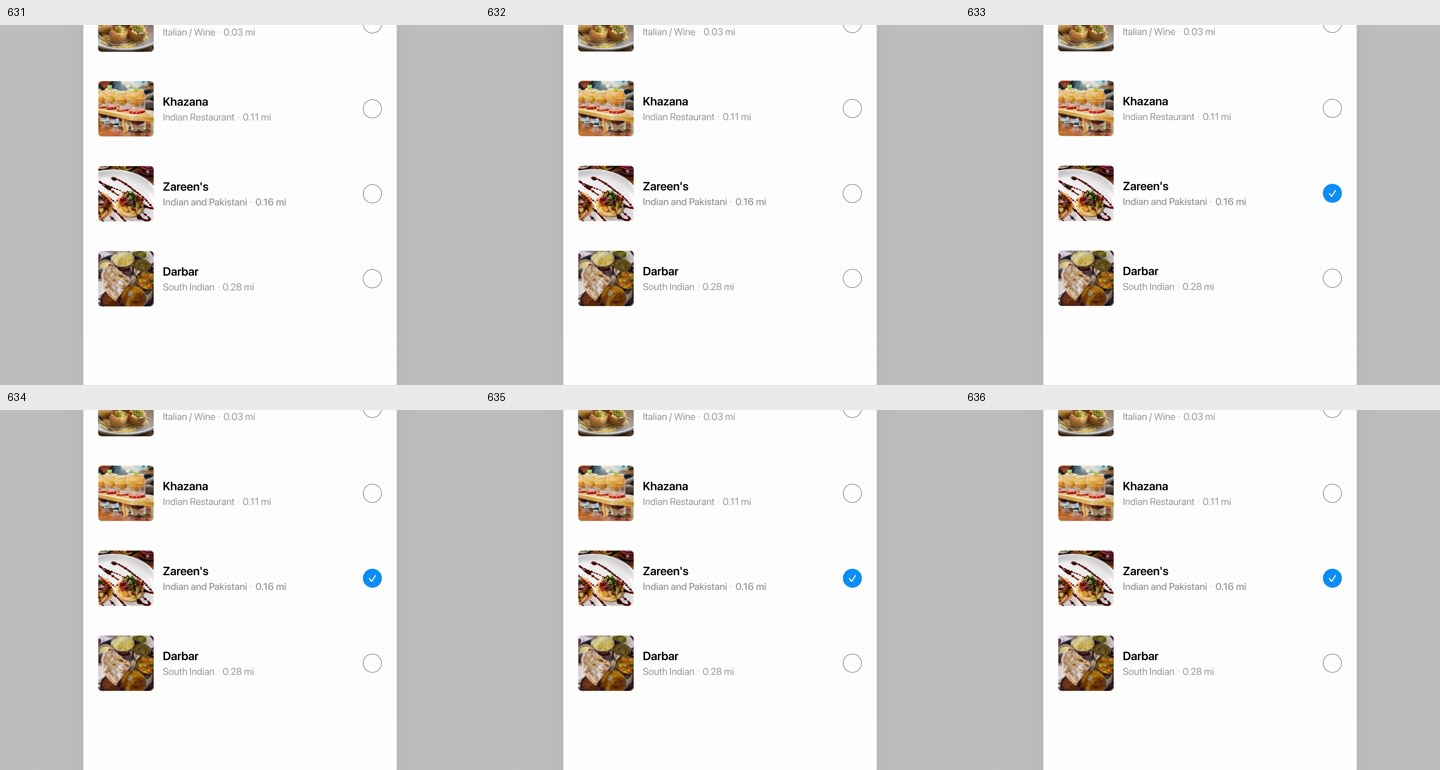 631
632
633
Italian / Wine · 0.03 mi
Khazana
Indian Restaurant · 0.11 mi
Zareen's
Indian and Pakistani · 0.16 mi
Darbar
South Indian · 0.28 mi
Italian / Wine · 0.03 mi
Khazana
Indian Restaurant · 0.11 mi
Zareen's
Indian and Pakistani · 0.16 mi
Darbar
South Indian · 0.28 mi
Italian / Wine · 0.03 mi
Khazana
Indian Restaurant · 0.11 mi
Zareen's
Indian and Pakistani · 0.16 mi
Darbar
South Indian · 0.28 mi
634
635
636
Italian / Wine · 0.03 mi
Khazana
Indian Restaurant · 0.11 mi
Zareen's
Indian and Pakistani · 0.16 mi
Darbar
South Indian · 0.28 mi
Italian / Wine · 0.03 mi
Khazana
Indian Restaurant · 0.11 mi
Zareen's
Indian and Pakistani · 0.16 mi
Darbar
South Indian · 0.28 mi
Italian / Wine · 0.03 mi
Khazana
Indian Restaurant · 0.11 mi
Zareen's
Indian and Pakistani · 0.16 mi
Darbar
South Indian · 0.28 mi